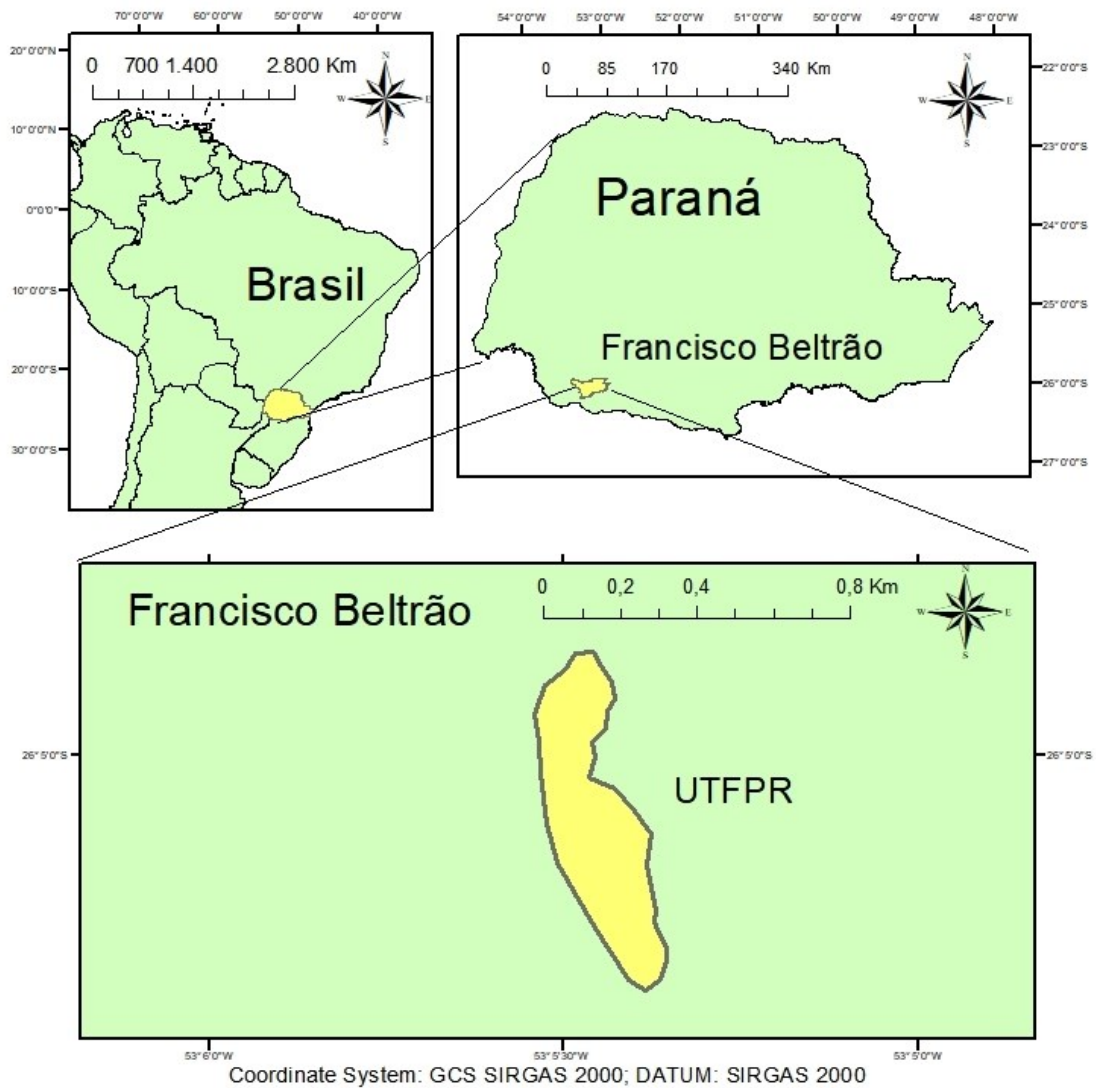 70°0'0"W 60°0'0"W 50°0'0"W 40°0'0"W
20°0'0"N
10°0'0"N
0°0'0"
10°0'0"S
20°0'0"S
30°0'0"S
0 700 1.400 2.800 Km
N
W E
S
Brasil
54°0'0"W 53°0'0"W 52°0'0"W 51°0'0"W 50°0'0"W 49°0'0"W 48°0'0"W
0 85 170 340 Km
N
W E
S
22°0'0"S
23°0'0"S
24°0'0"S
25°0'0"S
26°0'0"S
27°0'0"S
Paraná
Francisco Beltrão
Francisco Beltrão
0 0,2 0,4 0,8 Km
N
W E
S
26°5'0"S 26°5'0"S
UTFPR
53°6'0"W 53°5'30"W 53°5'0"W
Coordinate System: GCS SIRGAS 2000; DATUM: SIRGAS 2000